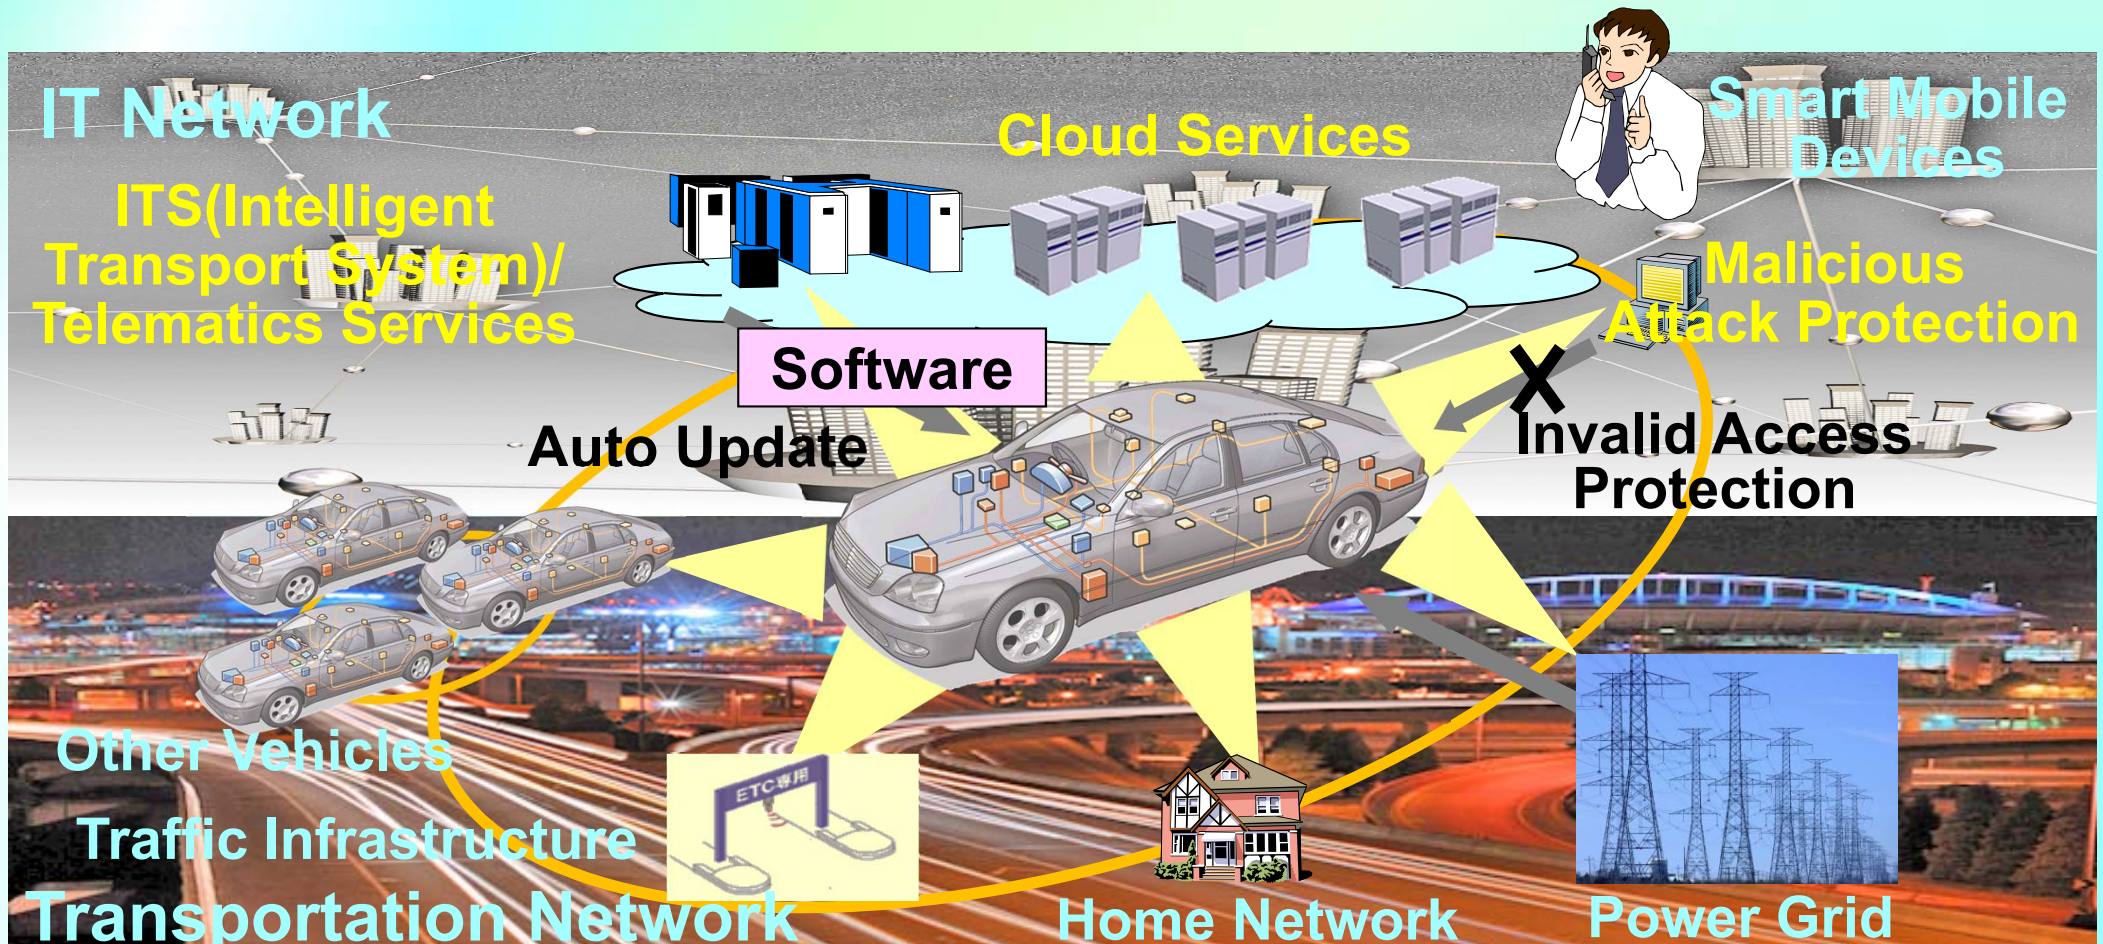 IT Network
ITS(Intelligent
Transport System)/
Telematics Services
Cloud Services
Smart Mobile
Devices
Malicious
Attack Protection
Software
Auto Update
X
Invalid Access
Protection
Other Vehicles
Traffic Infrastructure
Transportation Network
ETC専用
Home Network
Power Grid